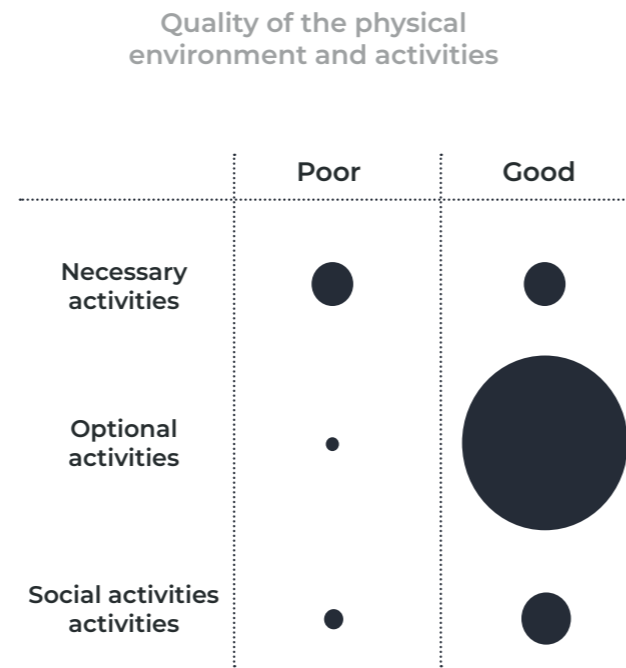 Quality of the physical
environment and activities
Poor
Good
Necessary
activities
Optional
activities
Social activities
activities